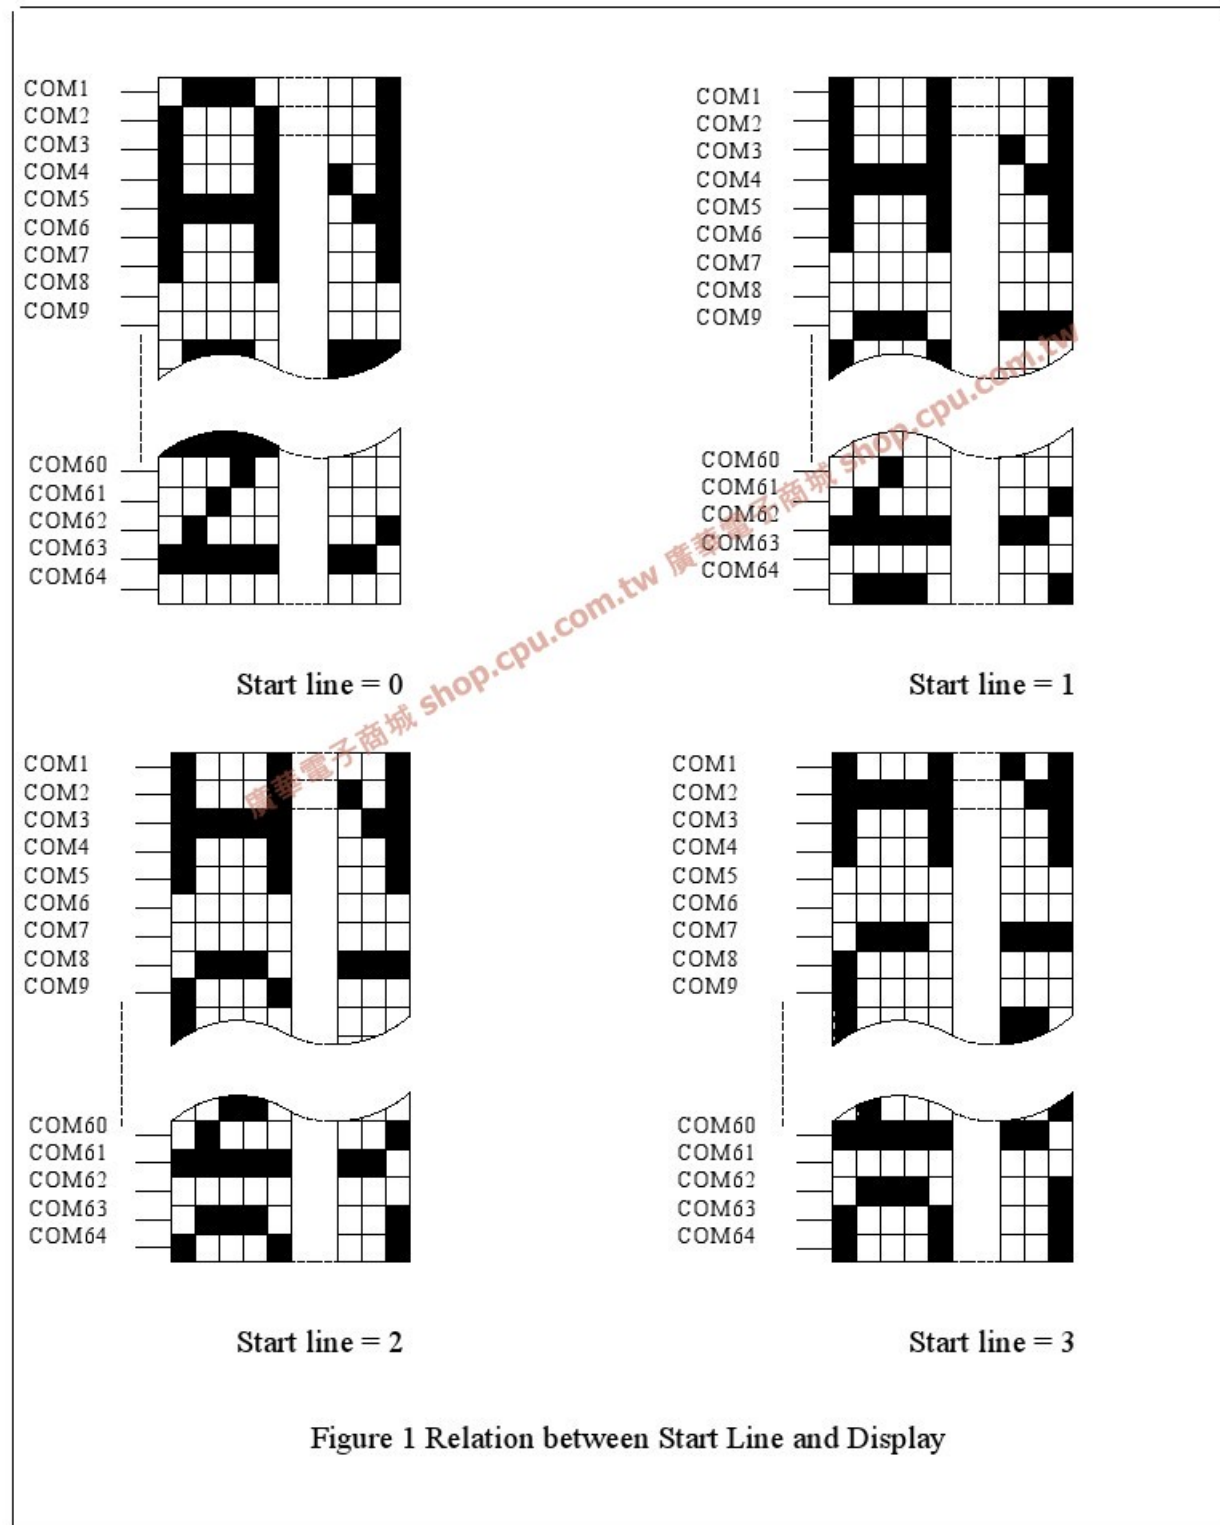 COM1
COM2
COM3
COM4
COM5
COM6
COM7
COM8
COM9
COM60
COM61
COM62
COM63
COM64
Start line = 0
COM1
COM2
COM3
COM4
COM5
COM6
COM7
COM8
COM9
COM60
COM61
COM62
COM63
COM64
Start line = 1
廣華電子商城 shop.cpu.com.tw 廣華電子商城 shop.cpu.com.tw
COM1
COM2
COM3
COM4
COM5
COM6
COM7
COM8
COM9
COM60
COM61
COM62
COM63
COM64
Start line = 2
COM1
COM2
COM3
COM4
COM5
COM6
COM7
COM8
COM9
COM60
COM61
COM62
COM63
COM64
Start line = 3
Figure 1 Relation between Start Line and Display